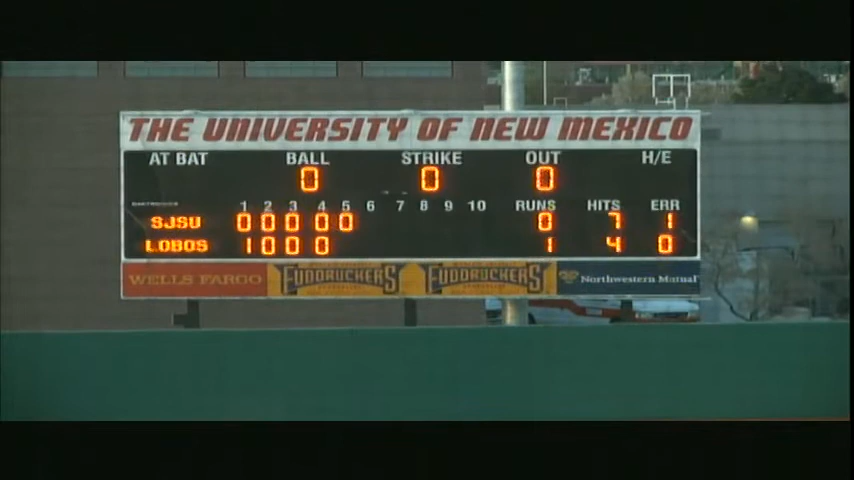 THE UNIVERSITY OF NEW MEXICO
AT BAT BALL STRIKE OUT H/E
0 0 0
1 2 3 4 5 6 7 8 9 10 RUNS HITS ERR
SJSU 0 0 0 0 0 0 7 1
LOBOS 1 0 0 0 1 4 0
WELLS FARGO FUDDRUCKERS FUDDRUCKERS Northwestern Mutual